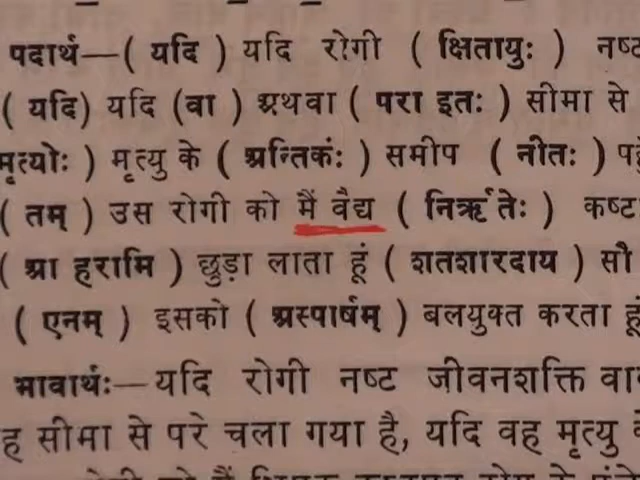 पदार्थ—( यदि ) यदि रोगी ( क्षितायुः ) नष्ट
( यदि) यदि (वा ) अथवा ( परा इतः ) सीमा से
मृत्योः ) मृत्यु के ( अन्तिकं: ) समीप ( नीतः )
( तम् ) उस रोगी को मैं वैद्य ( निर्ऋतेः ) कष्ट
( आ हरामि ) छुड़ा लाता हूं ( शतशारदाय ) सौ
( एनम् ) इसको ( अस्पार्षम् ) बलयुक्त करता हूं
भावार्थः—यदि रोगी नष्ट जीवनशक्ति
ह सीमा से परे चला गया है, यदि वह मृत्यु